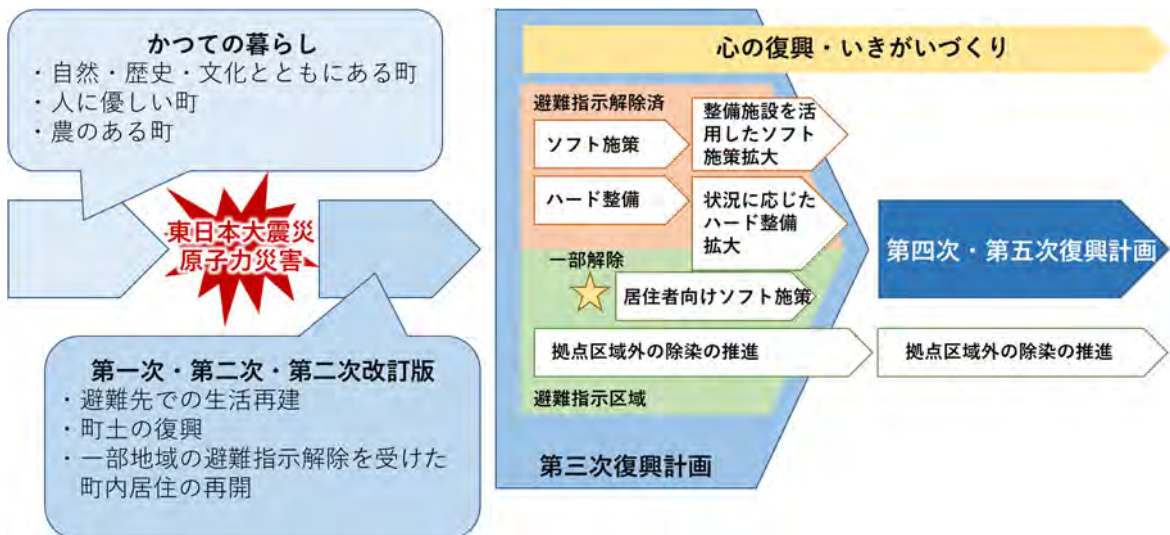 かつての暮らし
・自然・歴史・文化とともにある町
・人に優しい町
・農のある町
東日本大震災
原子力災害
第一次・第二次・第二次改訂版
・避難先での生活再建
・町土の復興
・一部地域の避難指示解除を受けた
町内居住の再開
心の復興・いきがいづくり
避難指示解除済
ソフト施策
整備施設を活
用したソフト
施策拡大
ハード整備
状況に応じた
ハード整備
拡大
一部解除
居住者向けソフト施策
拠点区域外の除染の推進
避難指示区域
第三次復興計画
第四次・第五次復興計画
拠点区域外の除染の推進